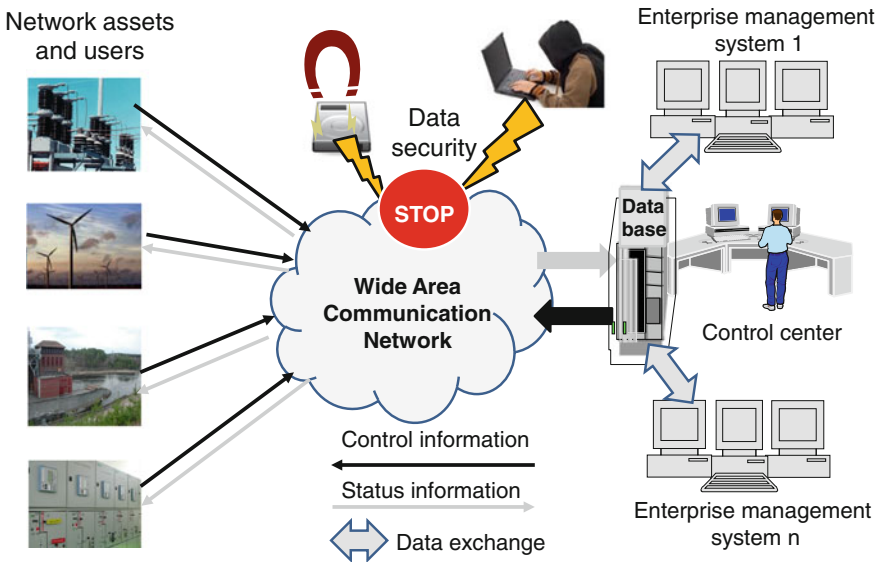 Network assets
and users
Data
security
STOP
Enterprise management
system 1
Data
base
Wide Area
Communication
Network
Control center
Control information
Status information
Data exchange
Enterprise management
system n